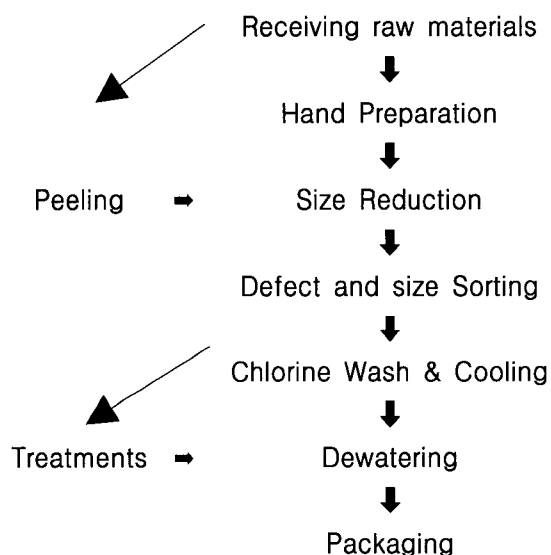 Receiving raw materials
Hand Preparation
Peeling
Size Reduction
Defect and size Sorting
Chlorine Wash & Cooling
Treatments
Dewatering
Packaging